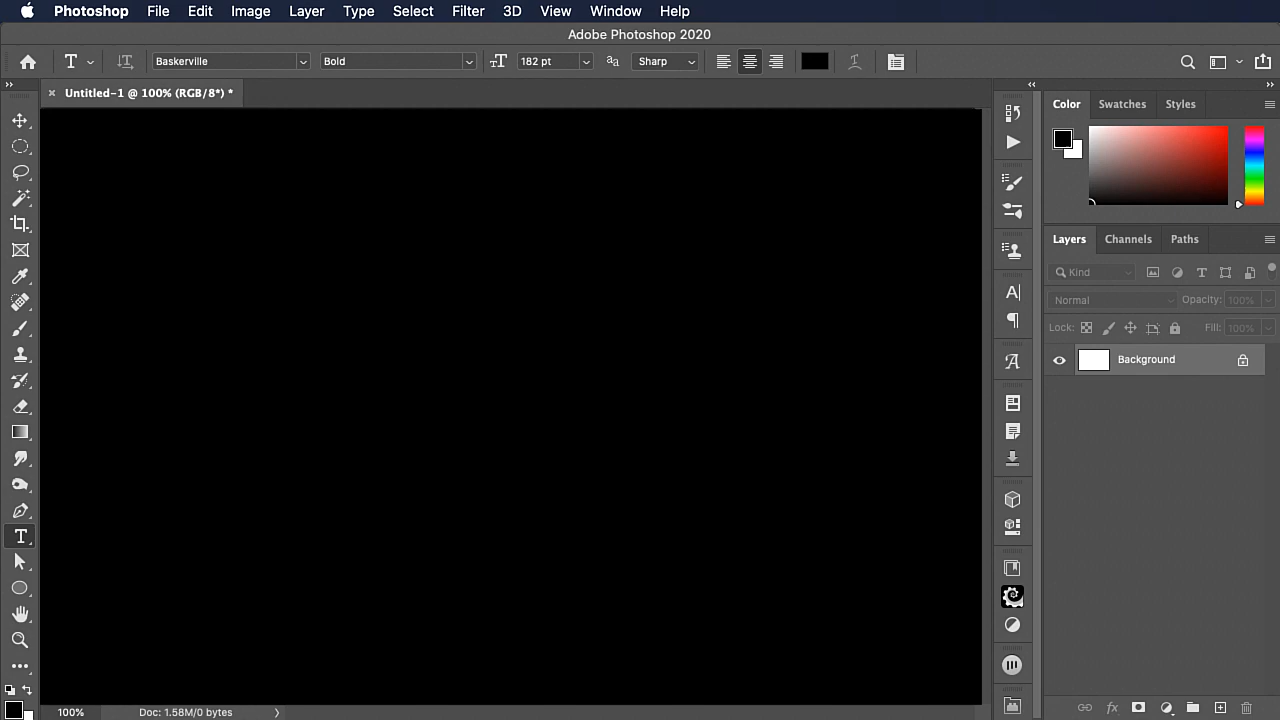 Photoshop File Edit Image Layer Type Select Filter 3D View Window Help
Adobe Photoshop 2020
Baskerville Bold 182 pt Sharp
Untitled-1 @ 100% (RGB/8*) *
Color Swatches Styles
Layers Channels Paths
Kind
Normal Opacity: 100%
Lock: Fill: 100%
Background
100% Doc: 1.58M/0 bytes